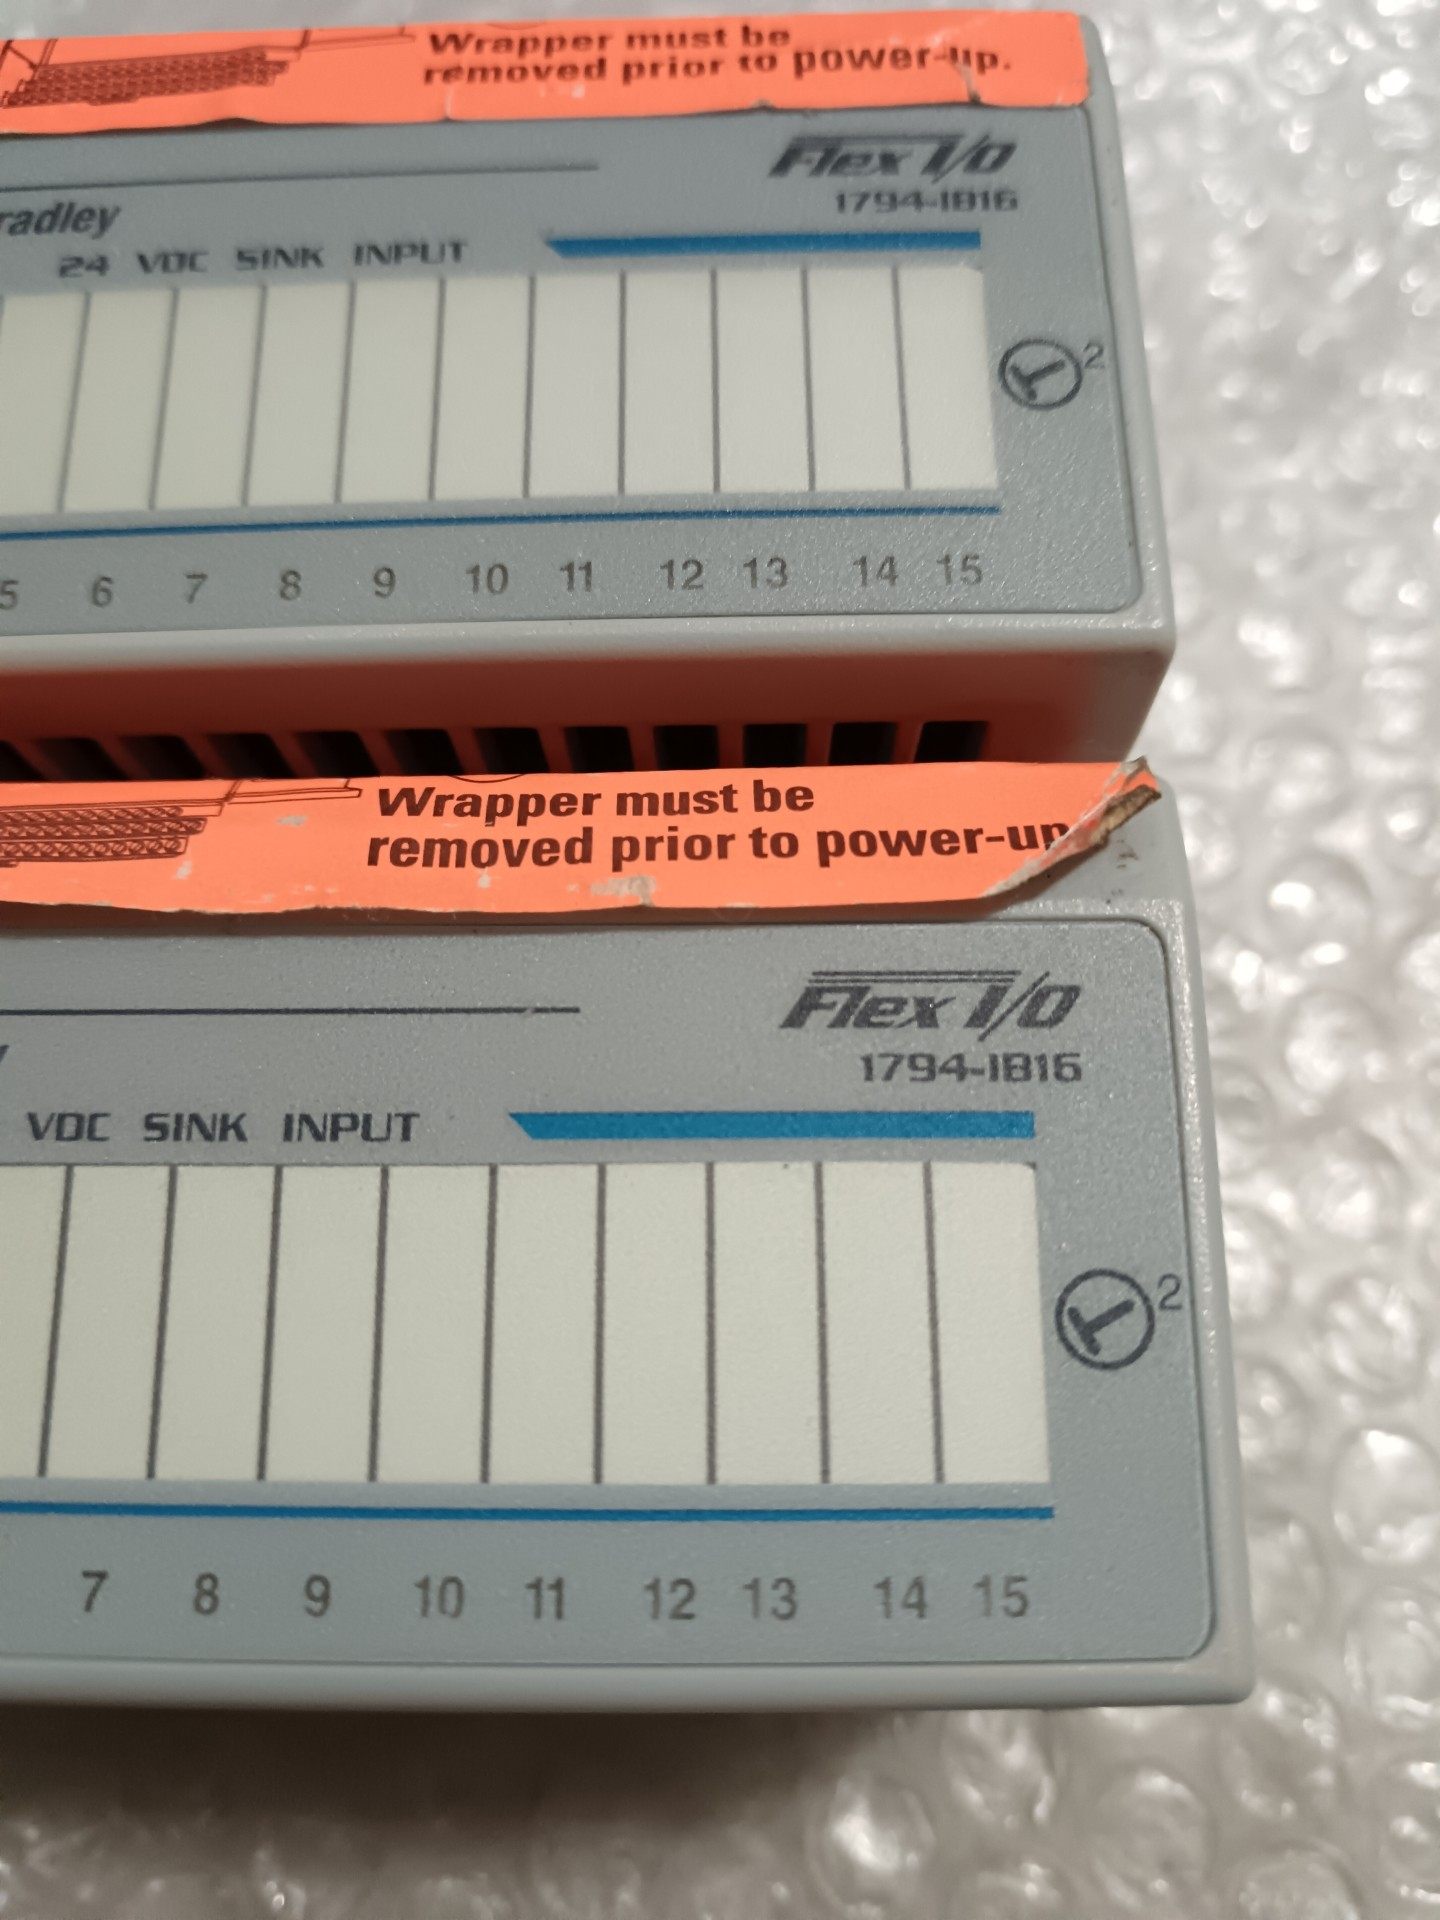 Wrapper must be
removed prior to power-up.
Flex I/O
1794-IB16
radley
24 VDC SINK INPUT
2
5 6 7 8 9 10 11 12 13 14 15
Wrapper must be
removed prior to power-up
Flex I/O
1794-IB16
y
VDC SINK INPUT
2
7 8 9 10 11 12 13 14 15